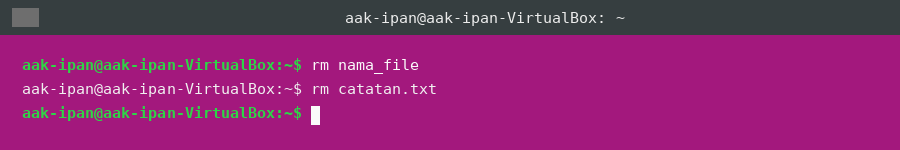 aak-ipan@aak-ipan-VirtualBox: ~
aak-ipan@aak-ipan-VirtualBox:~$ rm nama_file
aak-ipan@aak-ipan-VirtualBox:~$ rm catatan.txt
aak-ipan@aak-ipan-VirtualBox:~$